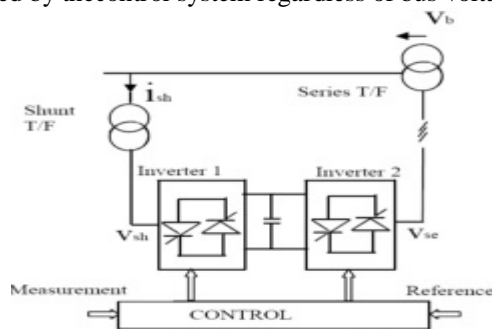 ed by thecontrol system regardless of bus volta
Vb
ish
Series T/F
Shunt
T/F
Inverter 1
Inverter 2
Vsh
Vse
Measurement
Reference
CONTROL